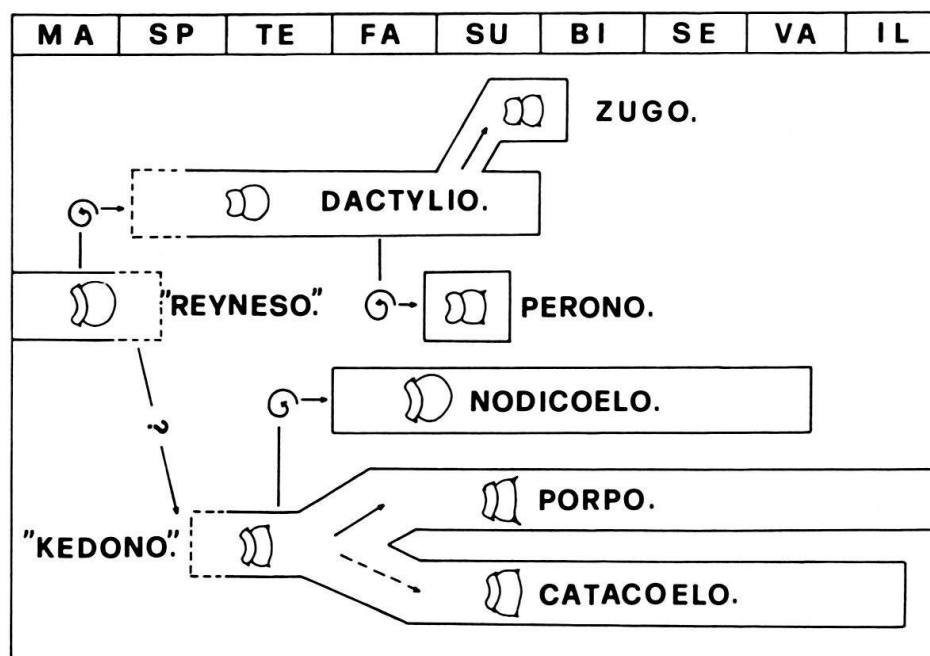 MA SP TE FA SU BI SE VA IL
ZUGO.
DACTYLIO.
"REYNESO."
PERONO.
NODICOELO.
?
PORPO.
"KEDONO."
CATACOELO.